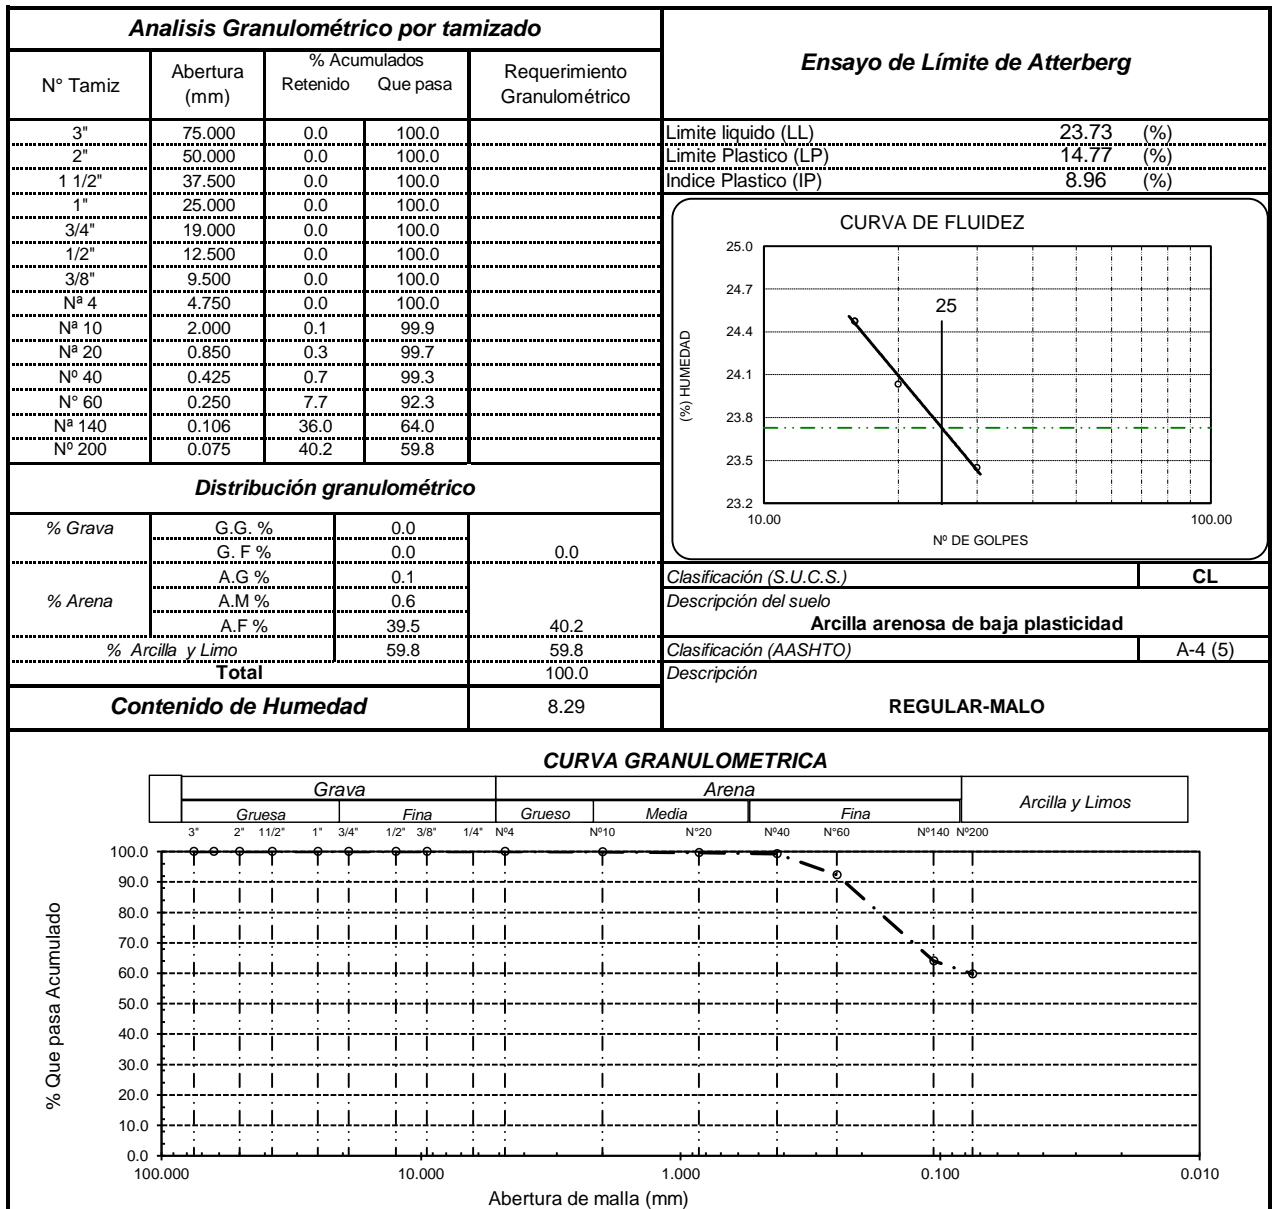 Analisis Granulométrico por tamizado
N° Tamiz
Abertura
(mm)
% Acumulados
Retenido Que pasa
Requerimiento
Granulométrico
3" 75.000 0.0 100.0
2" 50.000 0.0 100.0
1 1/2" 37.500 0.0 100.0
1" 25.000 0.0 100.0
3/4" 19.000 0.0 100.0
1/2" 12.500 0.0 100.0
3/8" 9.500 0.0 100.0
Nª 4 4.750 0.0 100.0
Nª 10 2.000 0.1 99.9
Nª 20 0.850 0.3 99.7
Nº 40 0.425 0.7 99.3
N° 60 0.250 7.7 92.3
Nª 140 0.106 36.0 64.0
Nº 200 0.075 40.2 59.8
Distribución granulométrico
% Grava G.G. % 0.0
G. F % 0.0 0.0
A.G % 0.1
% Arena A.M % 0.6
A.F % 39.5 40.2
% Arcilla y Limo 59.8 59.8
Total 100.0
Contenido de Humedad 8.29
Ensayo de Límite de Atterberg
Limite liquido (LL) 23.73 (%)
Limite Plastico (LP) 14.77 (%)
Indice Plastico (IP) 8.96 (%)
CURVA DE FLUIDEZ
25.0
24.7
24.4
24.1
23.8
23.5
23.2
25
(%) HUMEDAD
10.00 100.00
Nº DE GOLPES
Clasificación (S.U.C.S.) CL
Descripción del suelo
Arcilla arenosa de baja plasticidad
Clasificación (AASHTO) A-4 (5)
Descripción
REGULAR-MALO
CURVA GRANULOMETRICA
Grava Arena Arcilla y Limos
Gruesa Fina Grueso Media Fina
3" 2" 11/2" 1" 3/4" 1/2" 3/8" 1/4" Nº4 Nº10 N°20 Nº40 N°60 Nº140 Nº200
100.0
90.0
80.0
70.0
60.0
50.0
40.0
30.0
20.0
10.0
0.0
% Que pasa Acumulado
100.000 10.000 1.000 0.100 0.010
Abertura de malla (mm)